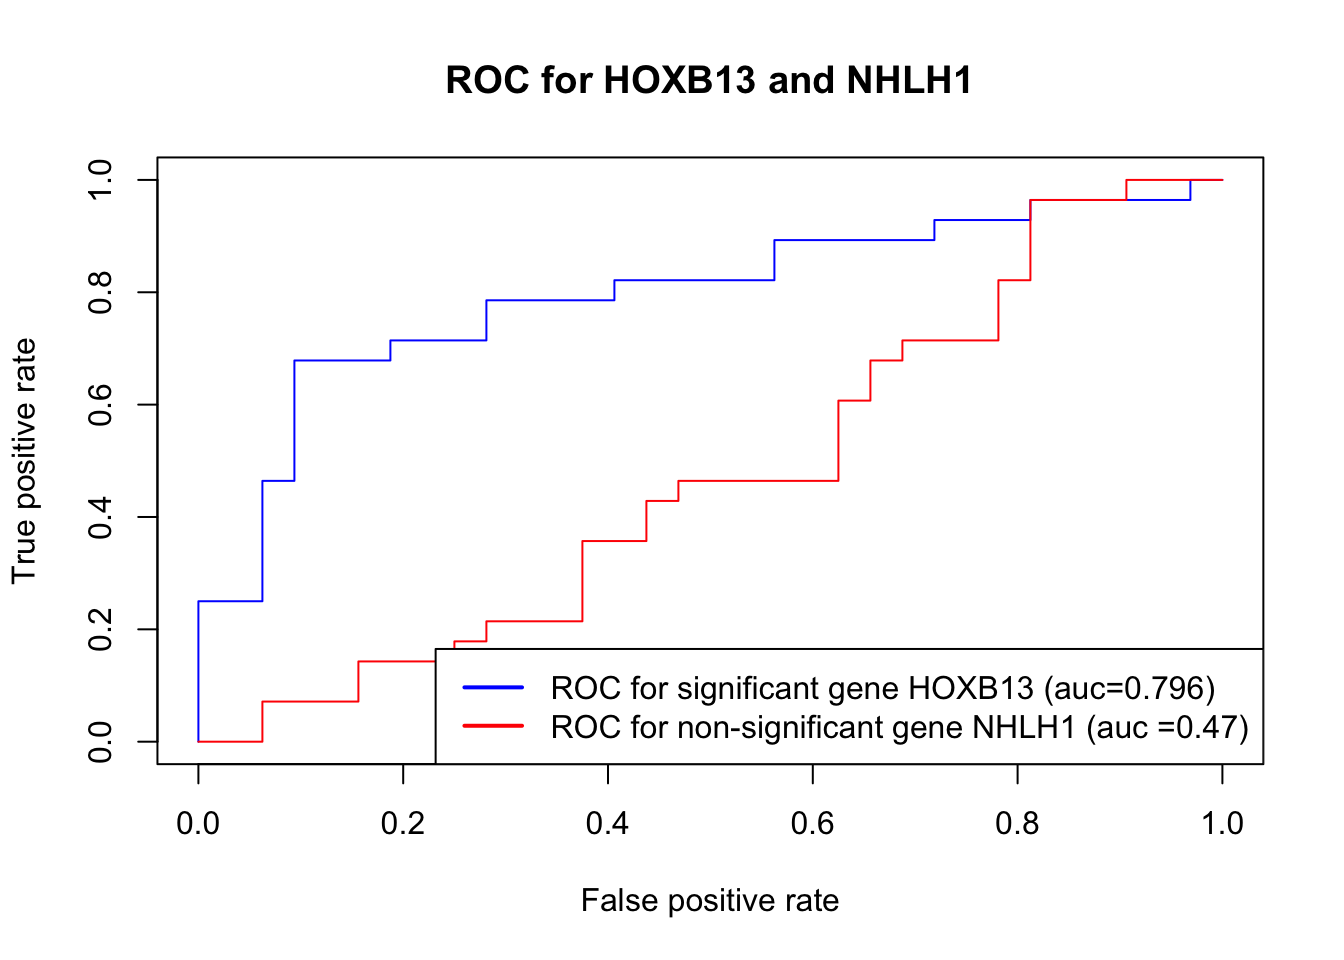 ROC for HOXB13 and NHLH1
True positive rate
1.0
0.8
0.6
0.4
0.2
0.0
ROC for significant gene HOXB13 (auc=0.796)
ROC for non-significant gene NHLH1 (auc =0.47)
0.0 0.2 0.4 0.6 0.8 1.0
False positive rate